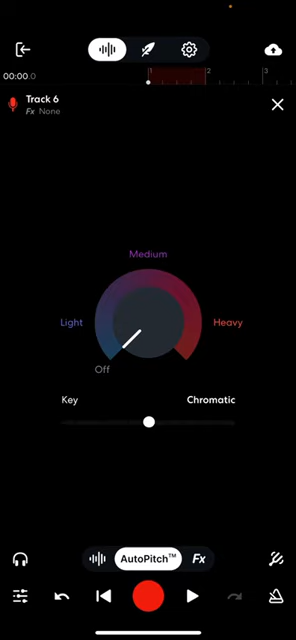 00:00.0
1
2
3
Track 6
Fx None
Medium
Light
Heavy
Off
Key
Chromatic
AutoPitch™
Fx